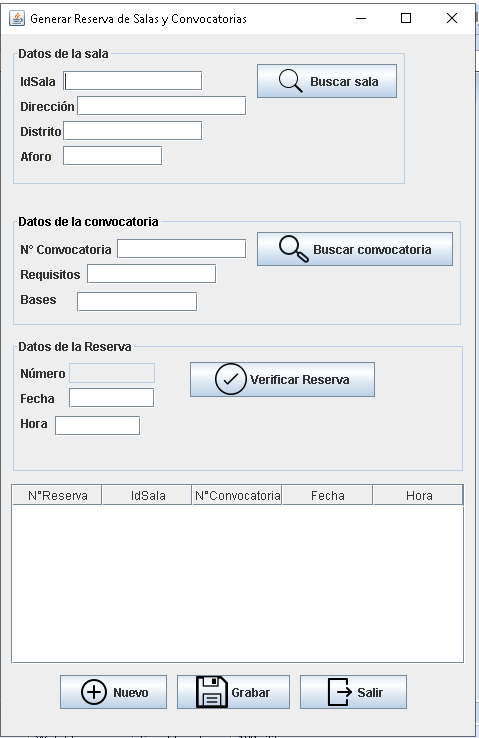 Generar Reserva de Salas y Convocatorias
Datos de la sala
IdSala
Buscar sala
Dirección
Distrito
Aforo
Datos de la convocatoria
N° Convocatoria
Buscar convocatoria
Requisitos
Bases
Datos de la Reserva
Número
Verificar Reserva
Fecha
Hora
N°Reserva IdSala N°Convocatoria Fecha Hora
Nuevo Grabar Salir